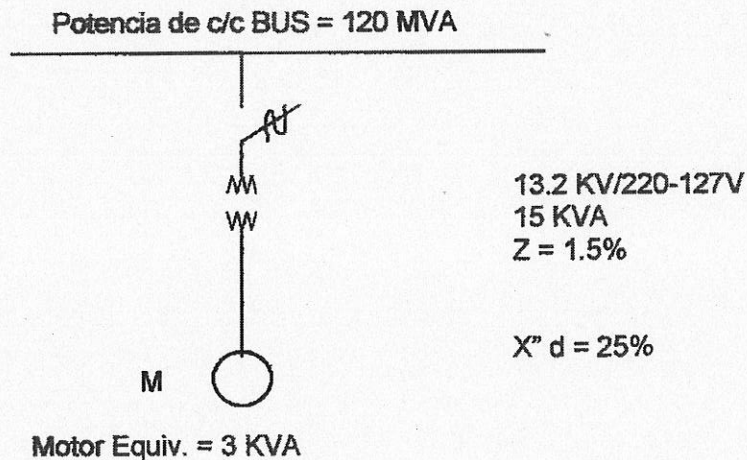 Potencia de c/c BUS = 120 MVA
13.2 KV/220-127V
15 KVA
Z = 1.5%
X" d = 25%
M
Motor Equiv. = 3 KVA